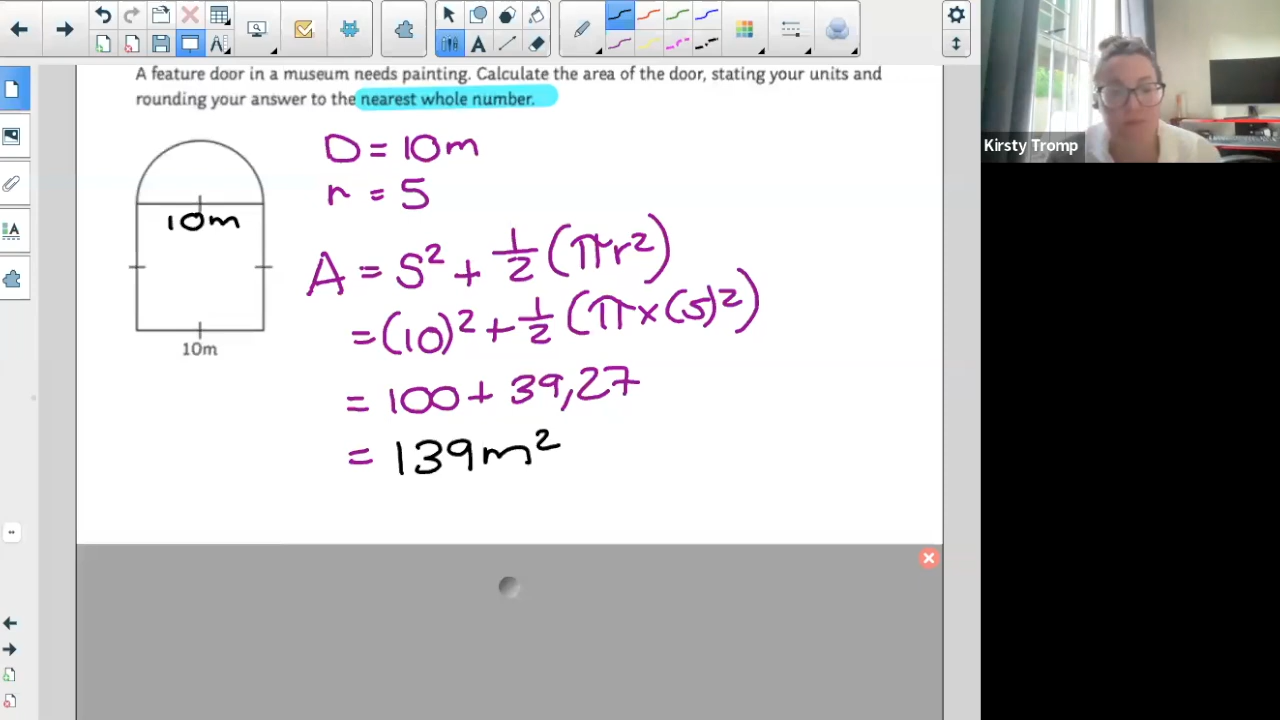 A feature door in a museum needs painting. Calculate the area of the door, stating your units and
rounding your answer to the nearest whole number.
D = 10m
r = 5
10m
A = S² + 1/2 (πr²)
= (10)² + 1/2 (π × (5)²)
10m
= 100 + 39,27
= 139m²
Kirsty Tromp